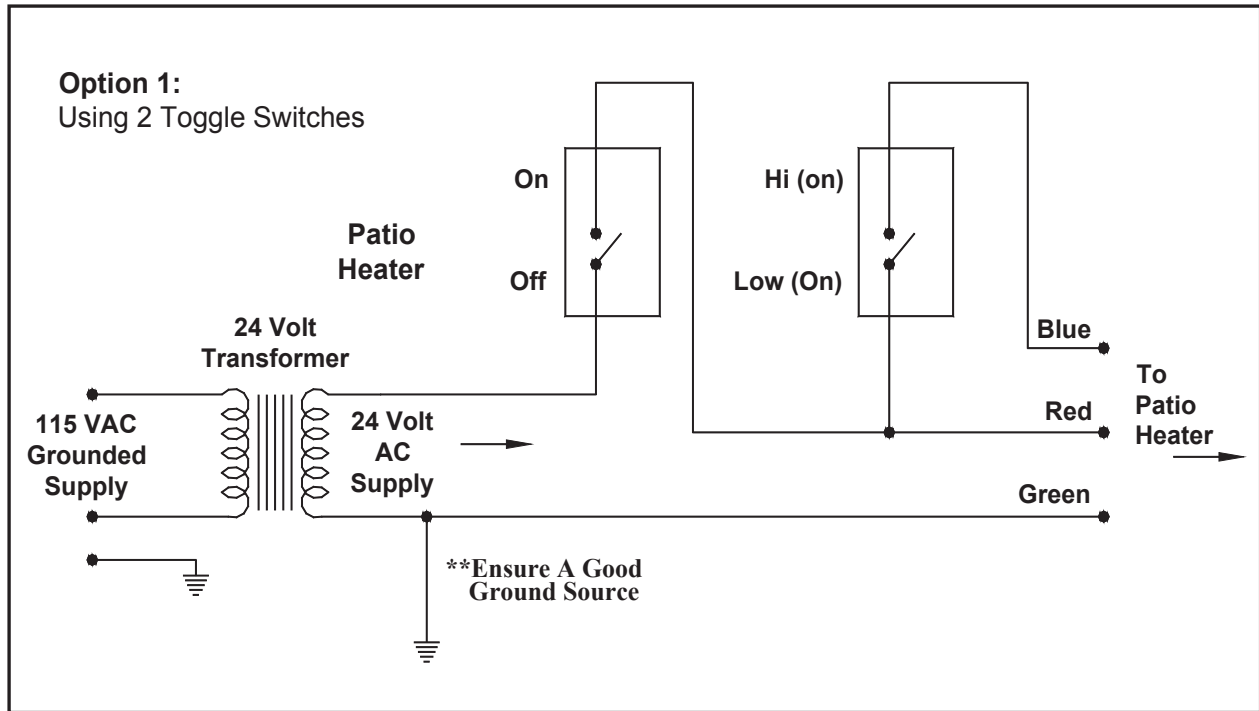 Option 1:
Using 2 Toggle Switches
On
Hi (on)
Patio
Heater
Off
Low (On)
24 Volt
Transformer
Blue
To
Patio
Heater
Red
115 VAC
Grounded
Supply
24 Volt
AC
Supply
Green
**Ensure A Good
Ground Source